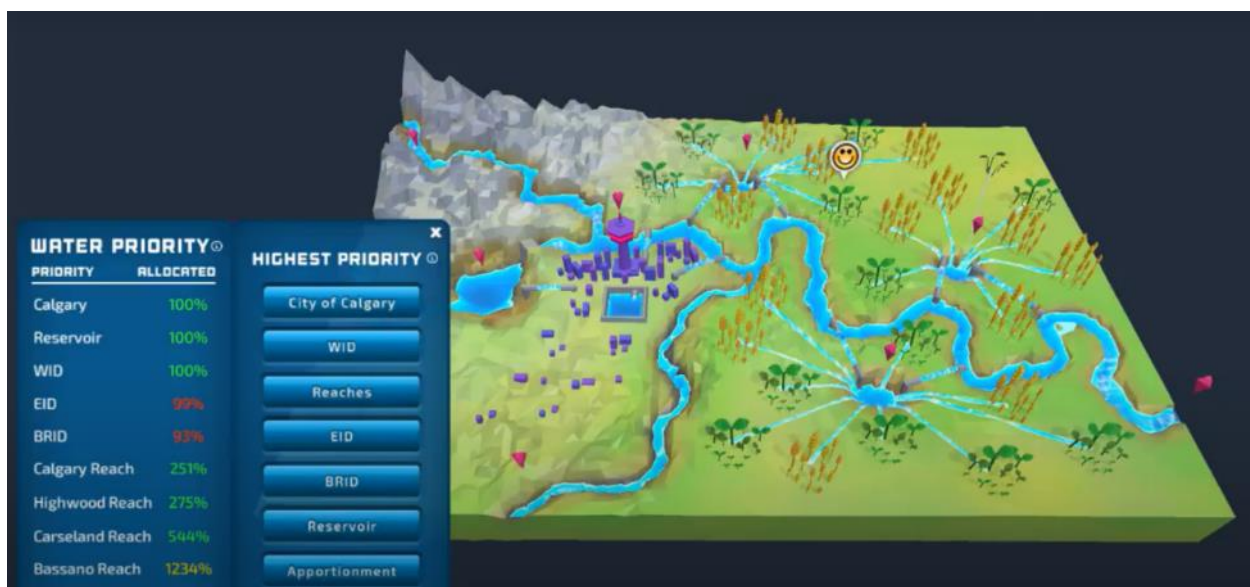 WATER PRIORITY
PRIORITY ALLOCATED
Calgary 100%
Reservoir 100%
WID 100%
EID 99%
BRID 93%
Calgary Reach 251%
Highwood Reach 275%
Carseland Reach 544%
Bassano Reach 1234%
x
HIGHEST PRIORITY
City of Calgary
WID
Reaches
EID
BRID
Reservoir
Apportionment